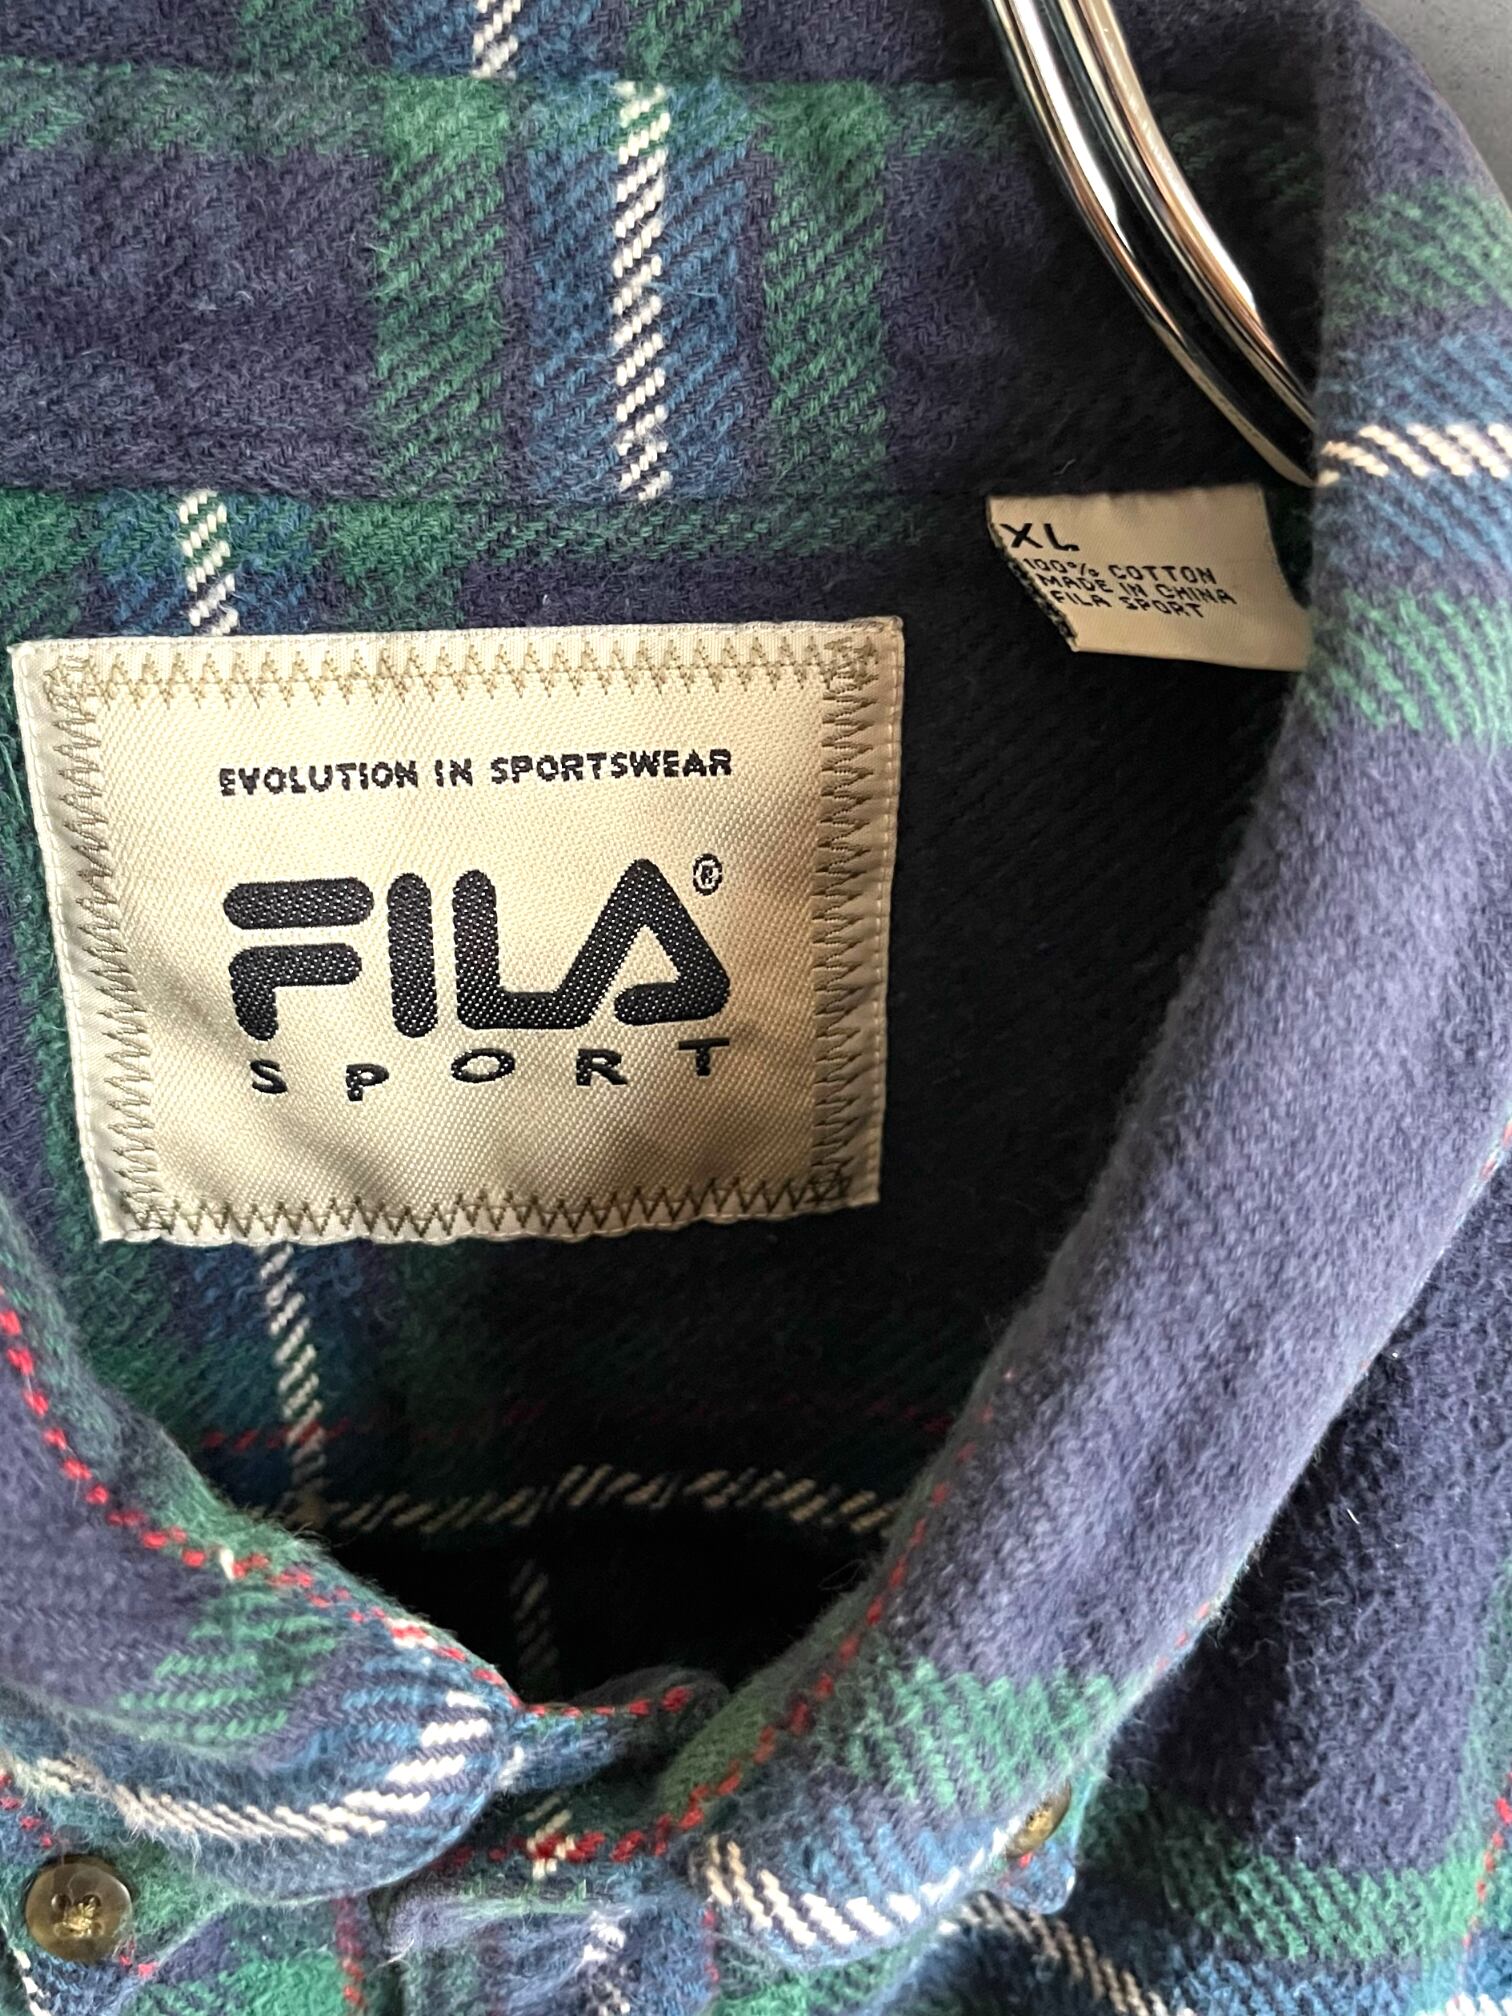 XL
100% COTTON
MADE IN CHINA
FILA SPORT
EVOLUTION IN SPORTSWEAR
FILA®
SPORT